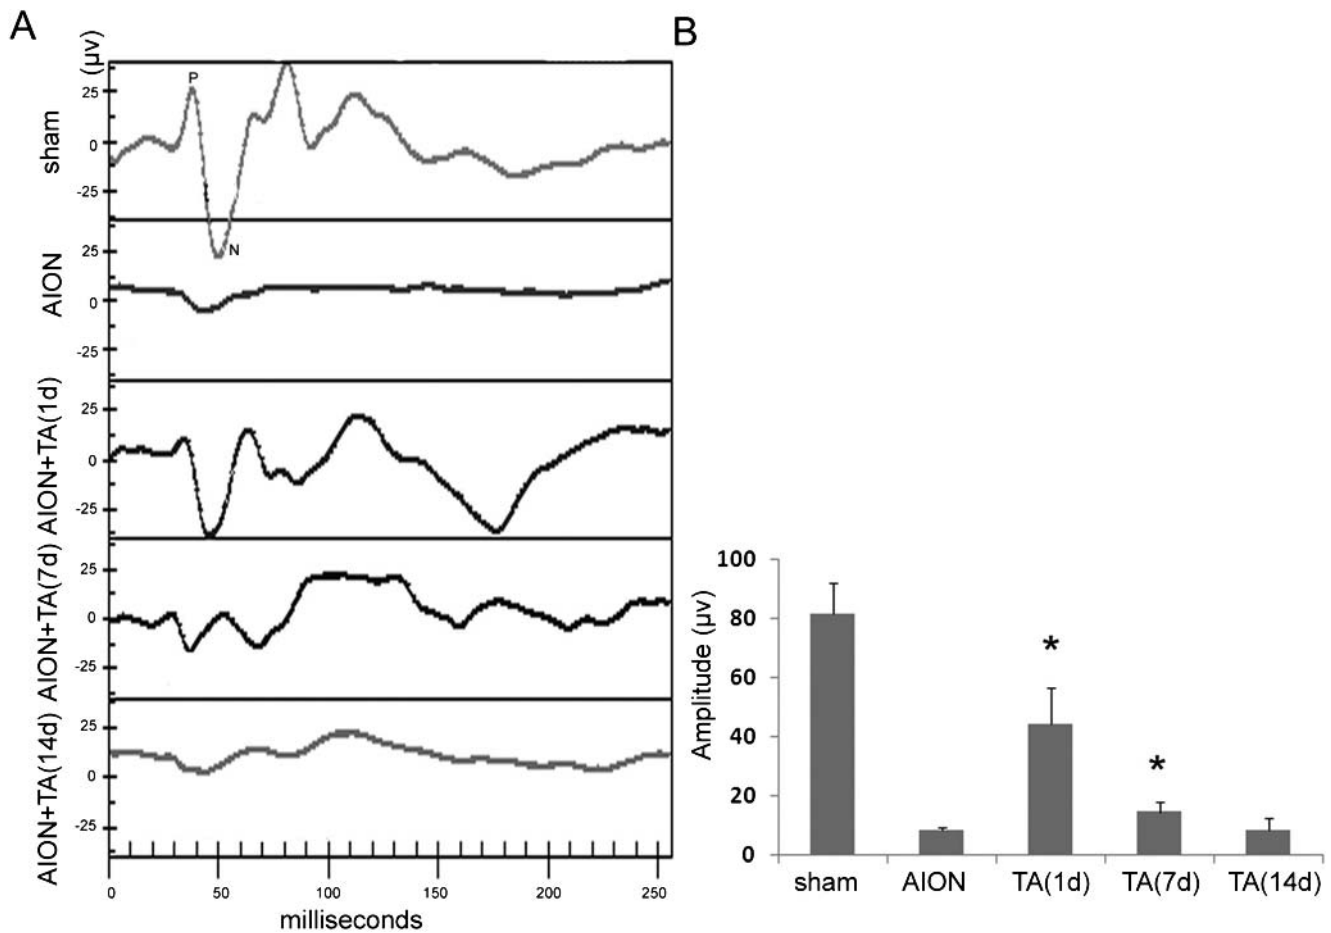 A
B
(µv)
sham
25
0
-25
P
N
AION
25
0
-25
AION+TA(1d)
25
0
-25
AION+TA(7d)
25
0
-25
AION+TA(14d)
25
0
-25
0 50 100 150 200 250
milliseconds
Amplitude (µv)
100
80
60
40
20
0
*
*
sham AION TA(1d) TA(7d) TA(14d)